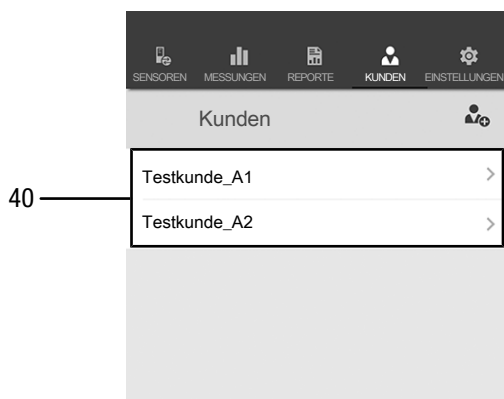 SENSOREN MESSUNGEN REPORTE KUNDEN EINSTELLUNGEN
Kunden
Testkunde_A1
40
Testkunde_A2